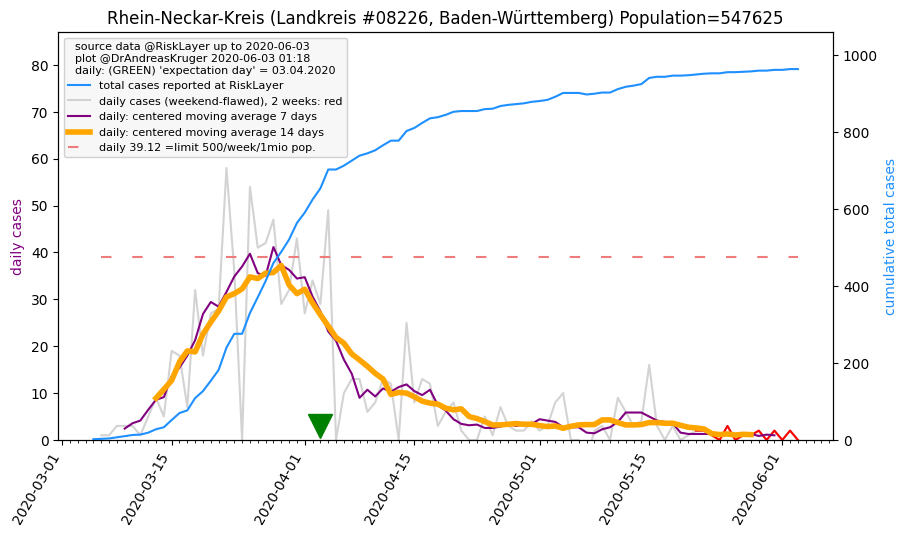 Rhein-Neckar-Kreis (Landkreis #08226, Baden-Württemberg) Population=547625
source data @RiskLayer up to 2020-06-03
plot @DrAndreasKruger 2020-06-03 01:18
daily: (GREEN) 'expectation day' = 03.04.2020
total cases reported at RiskLayer
daily cases (weekend-flawed), 2 weeks: red
daily: centered moving average 7 days
daily: centered moving average 14 days
daily 39.12 =limit 500/week/1mio pop.
daily cases
80
70
60
50
40
30
20
10
0
1000
800
600
400
200
0
cumulative total cases
2020-03-01
2020-03-15
2020-04-01
2020-04-15
2020-05-01
2020-05-15
2020-06-01